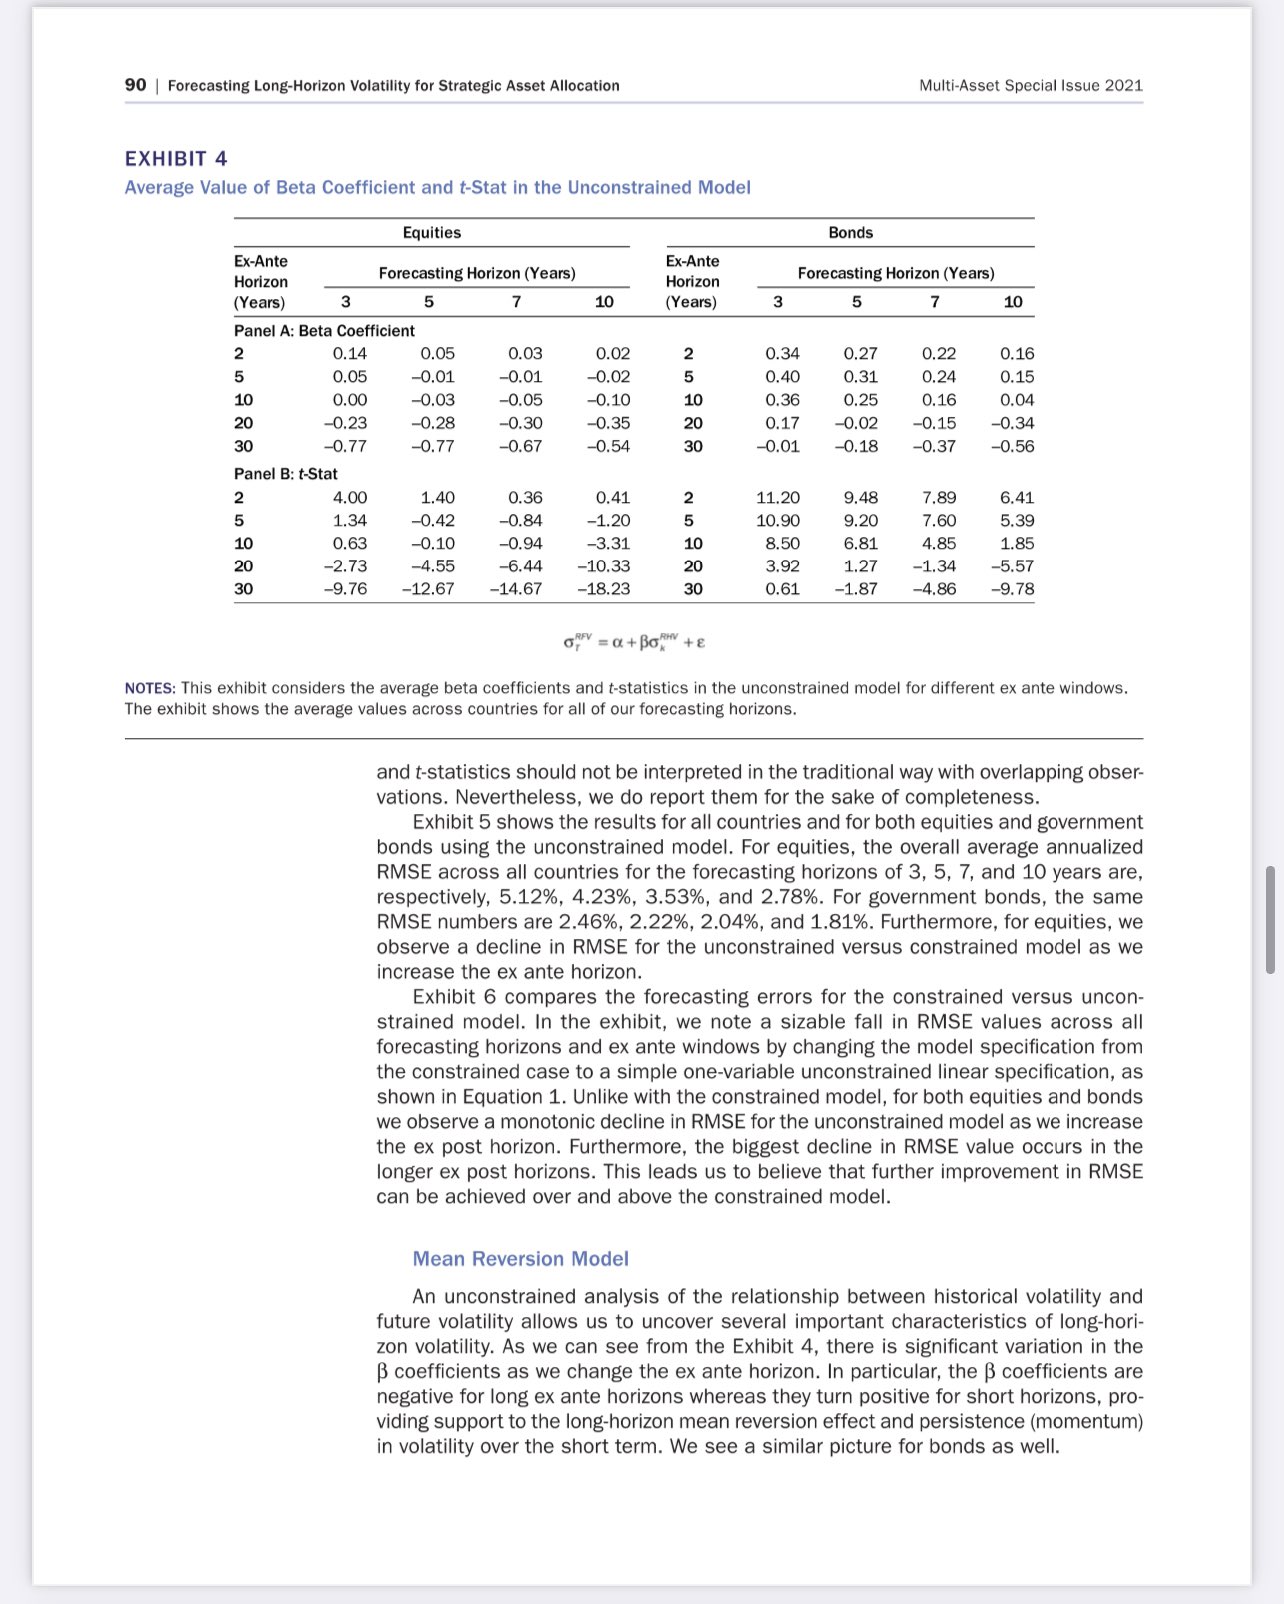 90 | Forecasting Long-Horizon Volatility for Strategic Asset Allocation Multi-Asset Special Issue 2021
EXHIBIT 4
Average Value of Beta Coefficient and t-Stat in the Unconstrained Model
Equities Bonds
Ex-Ante Horizon (Years) Forecasting Horizon (Years) Ex-Ante Horizon (Years) Forecasting Horizon (Years)
3 5 7 10 3 5 7 10
Panel A: Beta Coefficient
2 0.14 0.05 0.03 0.02 2 0.34 0.27 0.22 0.16
5 0.05 –0.01 –0.01 –0.02 5 0.40 0.31 0.24 0.15
10 0.00 –0.03 –0.05 –0.10 10 0.36 0.25 0.16 0.04
20 –0.23 –0.28 –0.30 –0.35 20 0.17 –0.02 –0.15 –0.34
30 –0.77 –0.77 –0.67 –0.54 30 –0.01 –0.18 –0.37 –0.56
Panel B: t-Stat
2 4.00 1.40 0.36 0.41 2 11.20 9.48 7.89 6.41
5 1.34 –0.42 –0.84 –1.20 5 10.90 9.20 7.60 5.39
10 0.63 –0.10 –0.94 –3.31 10 8.50 6.81 4.85 1.85
20 –2.73 –4.55 –6.44 –10.33 20 3.92 1.27 –1.34 –5.57
30 –9.76 –12.67 –14.67 –18.23 30 0.61 –1.87 –4.86 –9.78
σ_T^RFV = α + βσ_k^RHV + ε
NOTES: This exhibit considers the average beta coefficients and t-statistics in the unconstrained model for different ex ante windows.
The exhibit shows the average values across countries for all of our forecasting horizons.
and t-statistics should not be interpreted in the traditional way with overlapping obser-
vations. Nevertheless, we do report them for the sake of completeness.
Exhibit 5 shows the results for all countries and for both equities and government
bonds using the unconstrained model. For equities, the overall average annualized
RMSE across all countries for the forecasting horizons of 3, 5, 7, and 10 years are,
respectively, 5.12%, 4.23%, 3.53%, and 2.78%. For government bonds, the same
RMSE numbers are 2.46%, 2.22%, 2.04%, and 1.81%. Furthermore, for equities, we
observe a decline in RMSE for the unconstrained versus constrained model as we
increase the ex ante horizon.
Exhibit 6 compares the forecasting errors for the constrained versus uncon-
strained model. In the exhibit, we note a sizable fall in RMSE values across all
forecasting horizons and ex ante windows by changing the model specification from
the constrained case to a simple one-variable unconstrained linear specification, as
shown in Equation 1. Unlike with the constrained model, for both equities and bonds
we observe a monotonic decline in RMSE for the unconstrained model as we increase
the ex post horizon. Furthermore, the biggest decline in RMSE value occurs in the
longer ex post horizons. This leads us to believe that further improvement in RMSE
can be achieved over and above the constrained model.
Mean Reversion Model
An unconstrained analysis of the relationship between historical volatility and
future volatility allows us to uncover several important characteristics of long-hori-
zon volatility. As we can see from the Exhibit 4, there is significant variation in the
β coefficients as we change the ex ante horizon. In particular, the β coefficients are
negative for long ex ante horizons whereas they turn positive for short horizons, pro-
viding support to the long-horizon mean reversion effect and persistence (momentum)
in volatility over the short term. We see a similar picture for bonds as well.